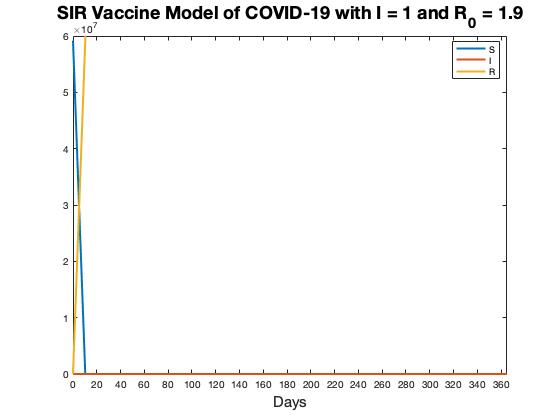 SIR Vaccine Model of COVID-19 with I = 1 and R0 = 1.9
×10^7
6
5
4
3
2
1
0
S
I
R
0 20 40 60 80 100 120 140 160 180 200 220 240 260 280 300 320 340 360
Days